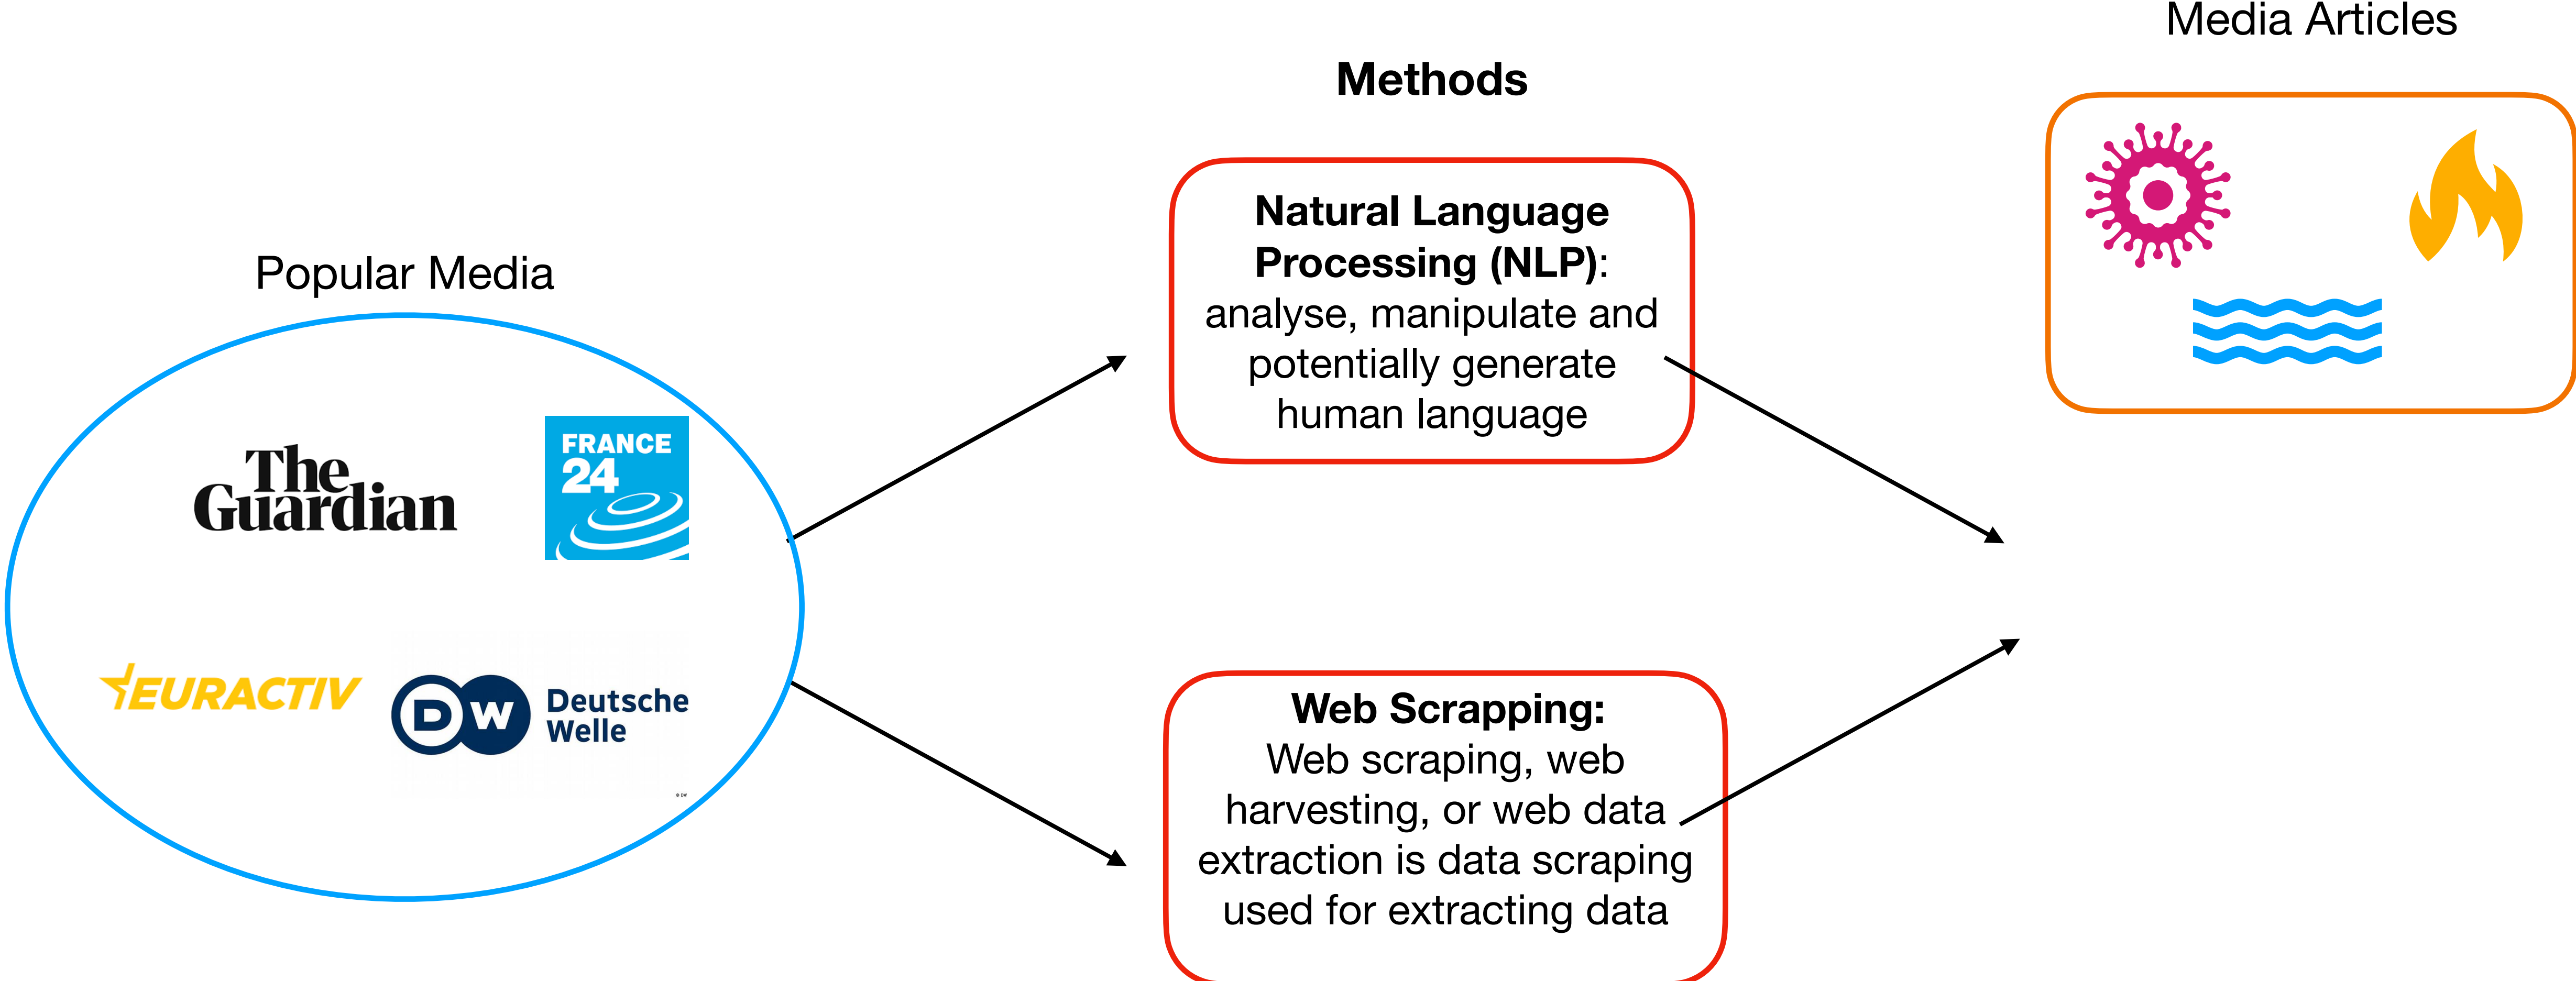 Media Articles
Methods
Natural Language
Processing (NLP):
analyse, manipulate and
potentially generate
human language
Popular Media
The
Guardian
FRANCE
24
EURACTIV
DW Deutsche
Welle
© DW
Web Scrapping:
Web scraping, web
harvesting, or web data
extraction is data scraping
used for extracting data